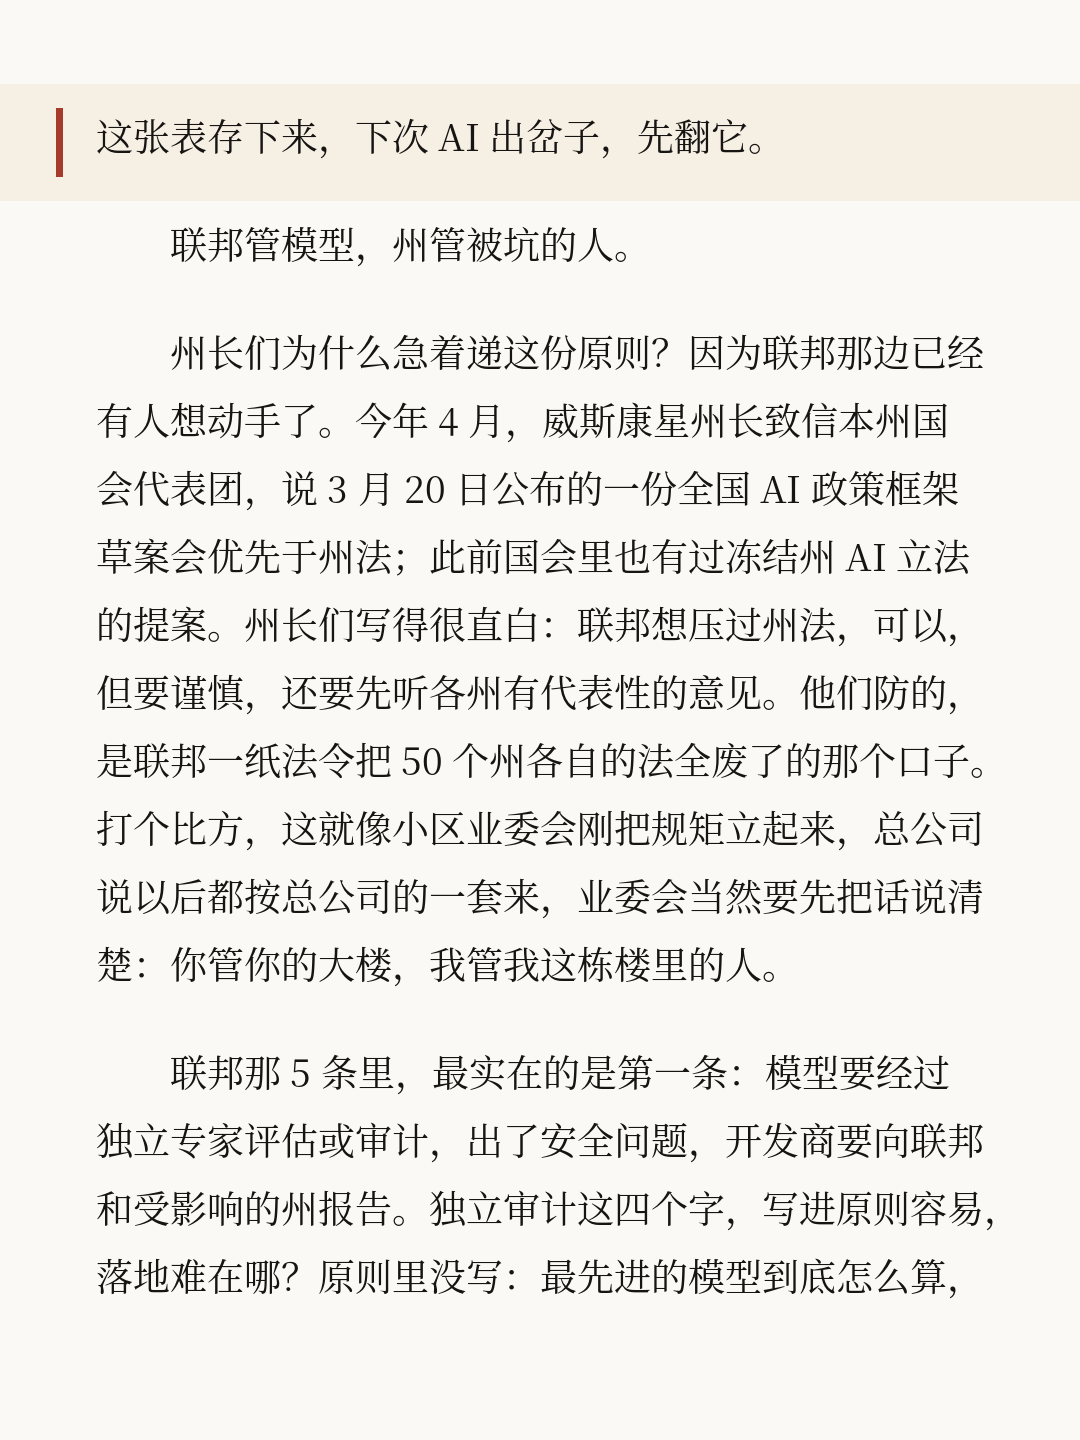 这张表存下来，下次 AI 出岔子，先翻它。
联邦管模型，州管被坑的人。
州长们为什么急着递这份原则？因为联邦那边已经
有人想动手了。今年 4 月，威斯康星州长致信本州国
会代表团，说 3 月 20 日公布的一份全国 AI 政策框架
草案会优先于州法；此前国会里也有过冻结州 AI 立法
的提案。州长们写得很直白：联邦想压过州法，可以，
但要谨慎，还要先听各州有代表性的意见。他们防的，
是联邦一纸法令把 50 个州各自的法全废了的那个口子。
打个比方，这就像小区业委会刚把规矩立起来，总公司
说以后都按总公司的一套来，业委会当然要先把话说清
楚：你管你的大楼，我管我这栋楼里的人。
联邦那 5 条里，最实在的是第一条：模型要经过
独立专家评估或审计，出了安全问题，开发商要向联邦
和受影响的州报告。独立审计这四个字，写进原则容易，
落地难在哪？原则里没写：最先进的模型到底怎么算，